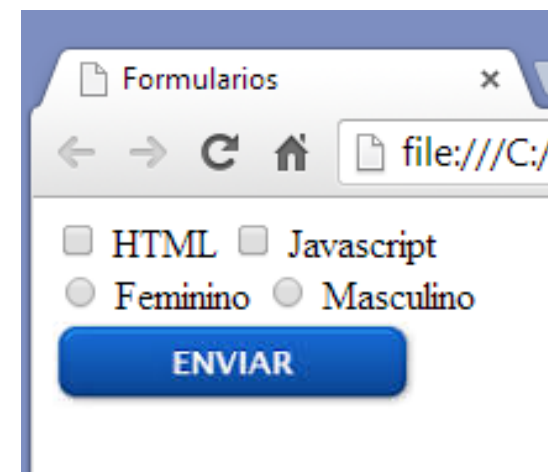 Formularios
file:///C:/
HTML Javascript
Feminino Masculino
ENVIAR